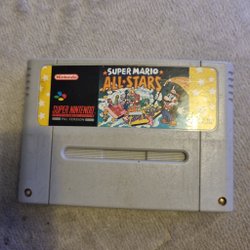 Nintendo
SUPER MARIO
ALL-STARS
SUPER NINTENDO
PAL VERSION